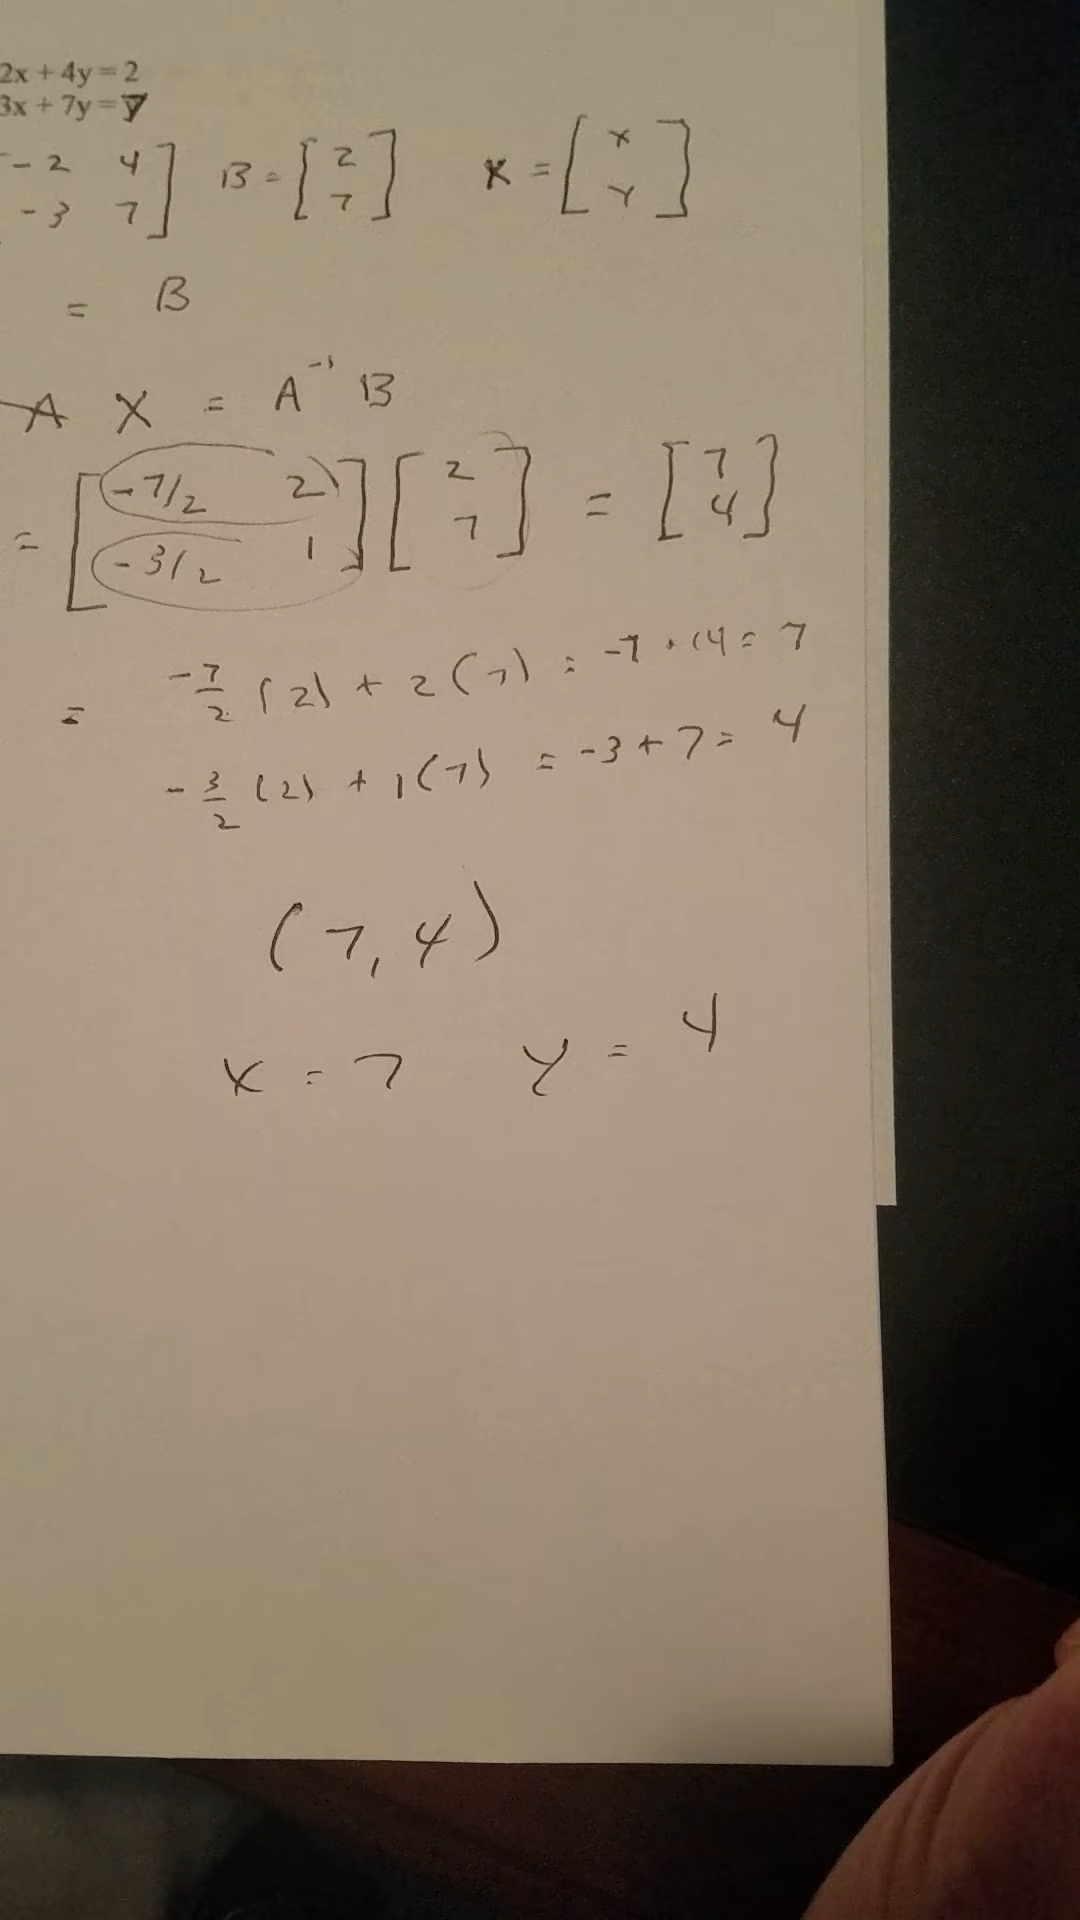 2x + 4y = 2
3x + 7y = 7
-2 4 ] B = [ 2 ] X = [ x ]
-3 7 ] [ 7 ] [ y ]
= B
A X = A⁻¹ B
= [ -7/2 2 ] [ 2 ] = [ 7 ]
[ -3/2 1 ] [ 7 ] [ 4 ]
= -7/2 (2) + 2(7) = -7 + 14 = 7
-3/2 (2) + 1(7) = -3 + 7 = 4
(7, 4)
x = 7 y = 4